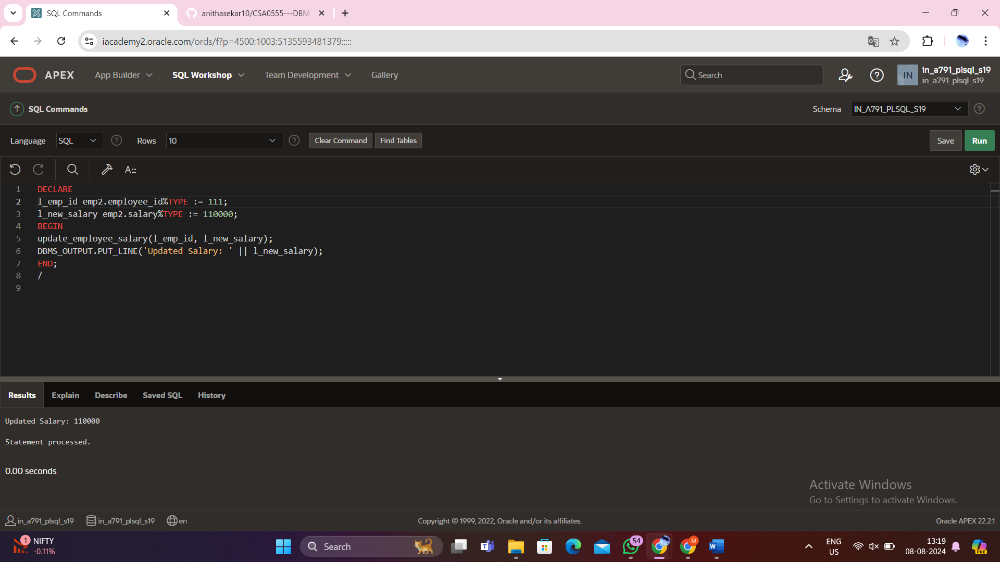 SQL Commands
anithasekar10/CSA0555---DBM
iacademy2.oracle.com/ords/f?p=4500:1003:5135593481379:::::
APEX
App Builder
SQL Workshop
Team Development
Gallery
Search
IN
in_a791_plsql_s19
in_a791_plsql_s19
SQL Commands
Schema
IN_A791_PLSQL_S19
Language
SQL
Rows
10
Clear Command
Find Tables
Save
Run
A::
1 DECLARE
2 l_emp_id emp2.employee_id%TYPE := 111;
3 l_new_salary emp2.salary%TYPE := 110000;
4 BEGIN
5 update_employee_salary(l_emp_id, l_new_salary);
6 DBMS_OUTPUT.PUT_LINE('Updated Salary: ' || l_new_salary);
7 END;
8 /
9
Results
Explain
Describe
Saved SQL
History
Updated Salary: 110000
Statement processed.
0.00 seconds
Activate Windows
Go to Settings to activate Windows.
in_a791_plsql_s19
in_a791_plsql_s19
en
Copyright © 1999, 2022, Oracle and/or its affiliates.
Oracle APEX 22.2.1
1
NIFTY
-0.11%
Search
54
M
W
ENG
US
13:19
08-08-2024
PRE